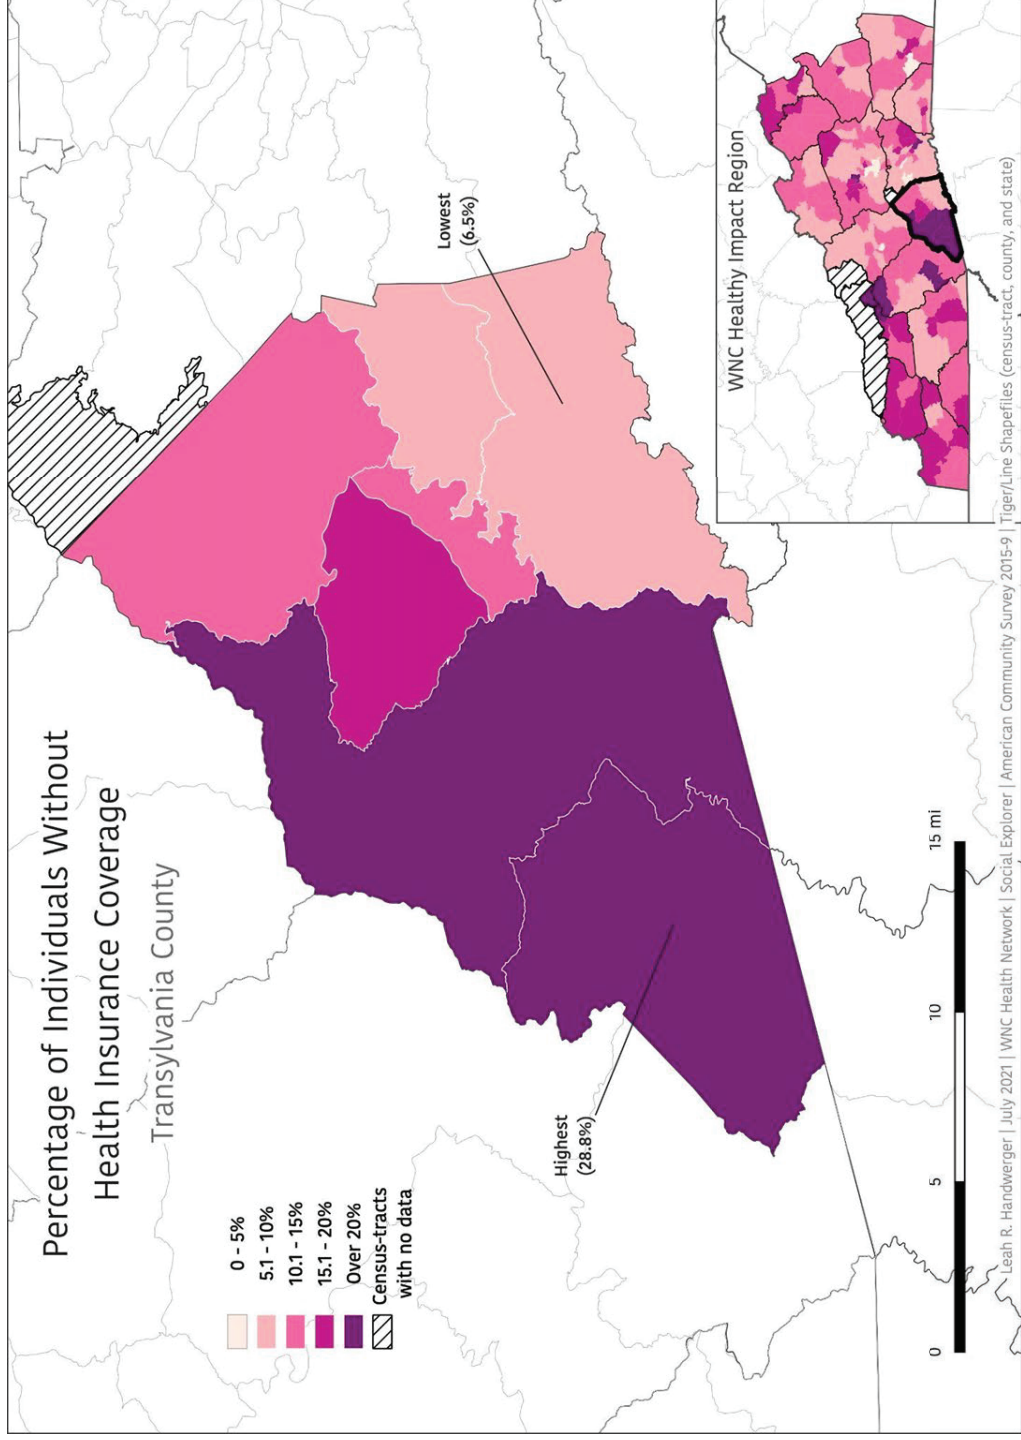 Percentage of Individuals Without
Health Insurance Coverage
Transylvania County
0 - 5%
5.1 - 10%
10.1 - 15%
15.1 - 20%
Over 20%
Census-tracts
with no data
Highest
(28.8%)
Lowest
(6.5%)
WNC Healthy Impact Region
0
5
10
15 mi
Leah R. Handwerger | July 2021 | WNC Health Network | Social Explorer | American Community Survey 2015-9 | Tiger/Line Shapefiles (census-tract, county, and state)